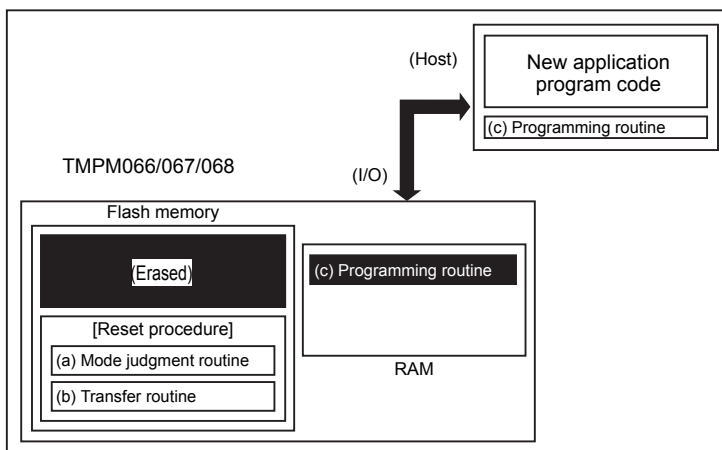 (Host)
New application
program code
(c) Programming routine
TMPM066/067/068
(I/O)
Flash memory
(Erased)
(c) Programming routine
[Reset procedure]
(a) Mode judgment routine
(b) Transfer routine
RAM